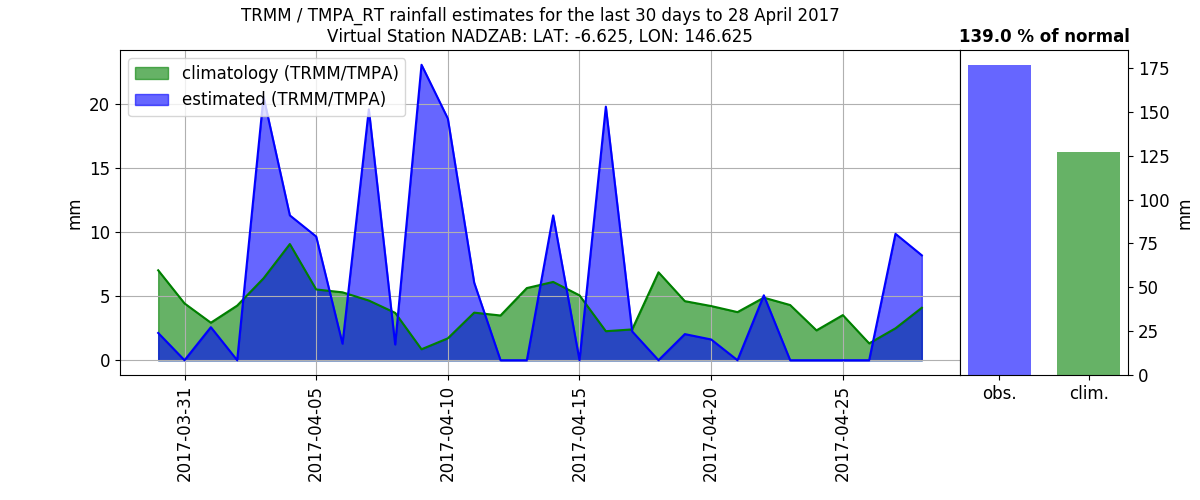 TRMM / TMPA_RT rainfall estimates for the last 30 days to 28 April 2017
Virtual Station NADZAB: LAT: -6.625, LON: 146.625
139.0 % of normal
climatology (TRMM/TMPA)
estimated (TRMM/TMPA)
mm
20
15
10
5
0
2017-03-31
2017-04-05
2017-04-10
2017-04-15
2017-04-20
2017-04-25
175
150
125
100
75
50
25
0
mm
obs.
clim.